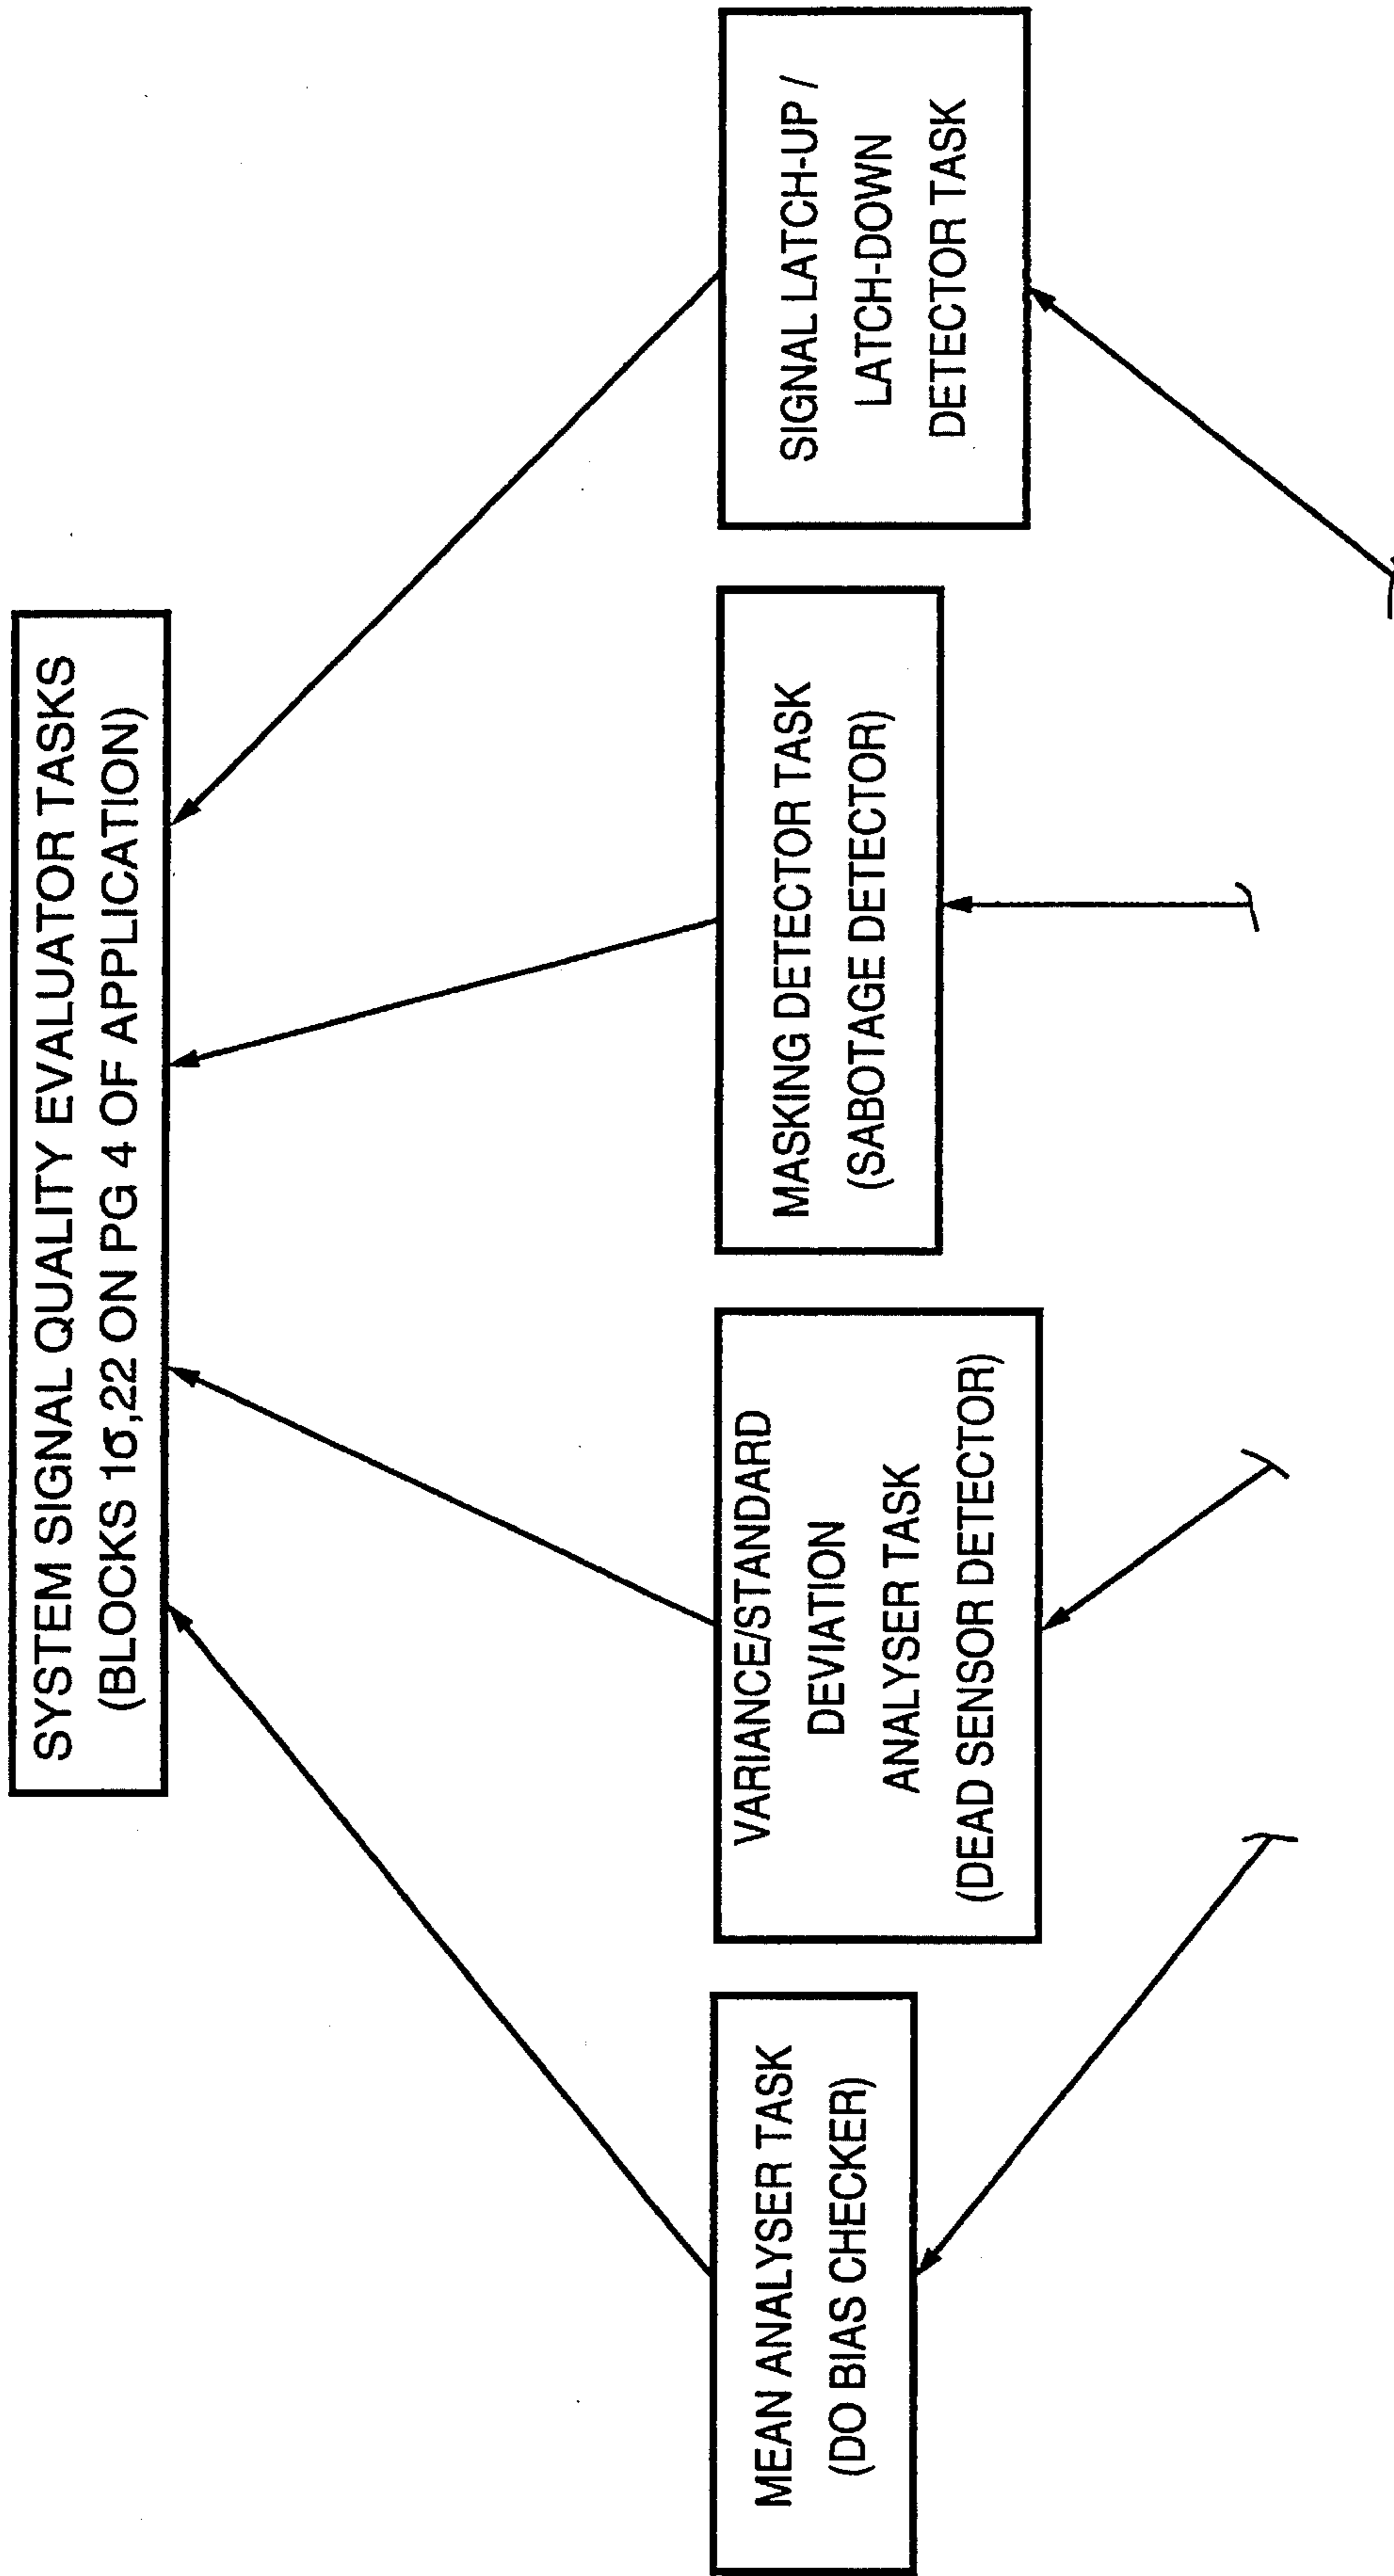 SYSTEM SIGNAL QUALITY EVALUATOR TASKS
(BLOCKS 1σ,22 ON PG 4 OF APPLICATION)
MEAN ANALYSER TASK
(DO BIAS CHECKER)
VARIANCE/STANDARD
DEVIATION
ANALYSER TASK
(DEAD SENSOR DETECTOR)
MASKING DETECTOR TASK
(SABOTAGE DETECTOR)
SIGNAL LATCH-UP /
LATCH-DOWN
DETECTOR TASK